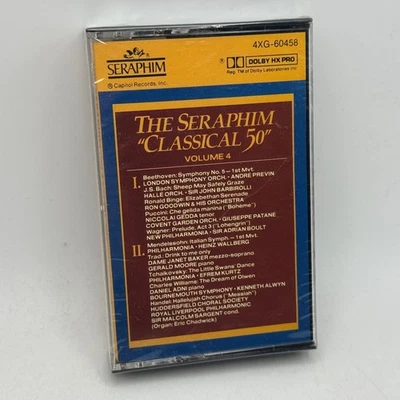 SERAPHIM
℗ Capitol Records, Inc.
4XG-60458
® DOLBY HX PRO
Reg. TM of Dolby Laboratories Inc.
THE SERAPHIM
"CLASSICAL 50"
VOLUME 4
I. Beethoven: Symphony No. 5 – 1st Mvt.
LONDON SYMPHONY ORCH. • ANDRE PREVIN
J.S. Bach: Sheep May Safely Graze
HALLE ORCH. • SIR JOHN BARBIROLLI
Ronald Binge: Elizabethan Serenade
RON GOODWIN & HIS ORCHESTRA
Puccini: Che gelida manina ("Boheme")
NICCOLAI GEDDA tenor
COVENT GARDEN ORCH. • GIUSEPPE PATANE
Wagner: Prelude, Act 3 ("Lohengrin")
NEW PHILHARMONIA • SIR ADRIAN BOULT
II. Mendelssohn: Italian Symph. – 1st Mvt.
PHILHARMONIA • HEINZ WALLBERG
Trad.: Drink to me only
DAME JANET BAKER mezzo-soprano
GERALD MOORE piano
Tchaikovsky: The Little Swans' Dance
PHILHARMONIA • EFREM KURTZ
Charles Williams: The Dream of Olwen
DANIEL ADNI piano
BOURNEMOUTH SYMPHONY • KENNETH ALWYN
Handel: Hallelujah Chorus ("Messiah")
HUDDERSFIELD CHORAL SOCIETY
ROYAL LIVERPOOL PHILHARMONIC
SIR MALCOLM SARGENT cond.
(Organ: Eric Chadwick)